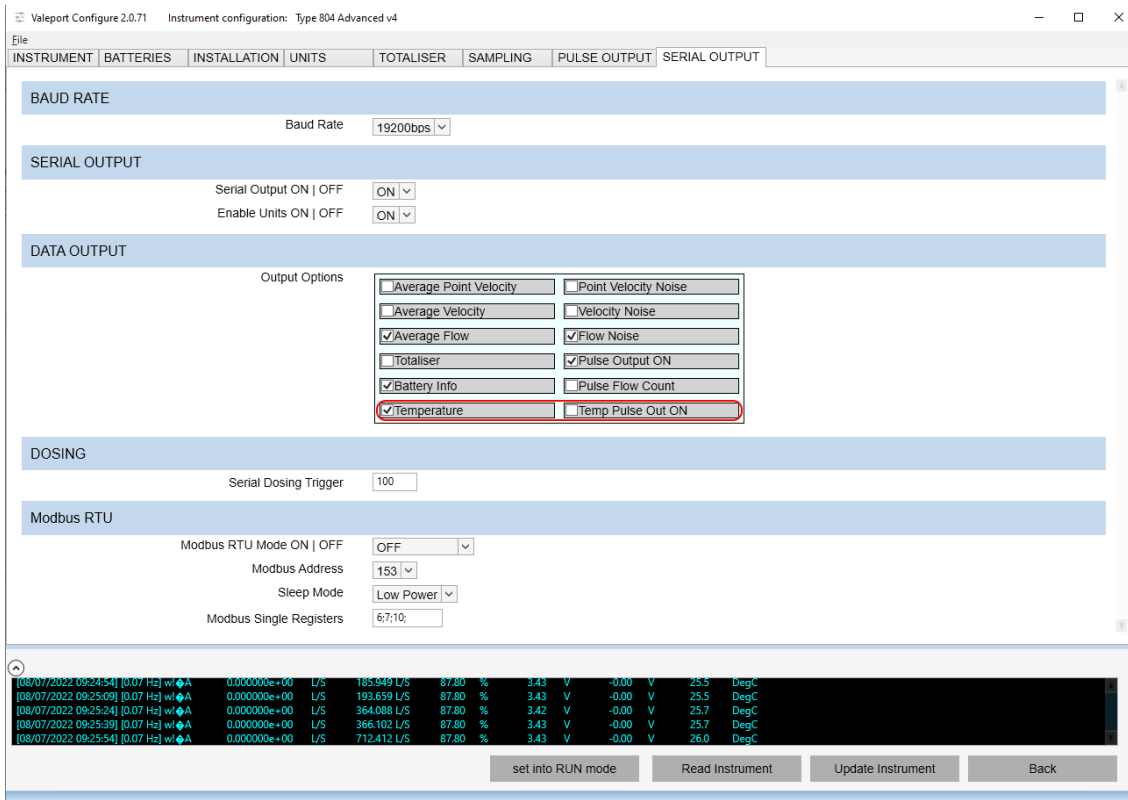 Valeport Configure 2.0.71 Instrument configuration: Type 804 Advanced v4
File
INSTRUMENT BATTERIES INSTALLATION UNITS TOTALISER SAMPLING PULSE OUTPUT SERIAL OUTPUT
BAUD RATE
Baud Rate 19200bps
SERIAL OUTPUT
Serial Output ON | OFF ON
Enable Units ON | OFF ON
DATA OUTPUT
Output Options
Average Point Velocity Point Velocity Noise
Average Velocity Velocity Noise
Average Flow Flow Noise
Totaliser Pulse Output ON
Battery Info Pulse Flow Count
Temperature Temp Pulse Out ON
DOSING
Serial Dosing Trigger 100
Modbus RTU
Modbus RTU Mode ON | OFF OFF
Modbus Address 153
Sleep Mode Low Power
Modbus Single Registers 6;7;10;
[08/07/2022 09:24:54] [0.07 Hz] w!�A 0.000000e+00 L/S 185.949 L/S 87.80 % 3.43 V -0.00 V 25.5 DegC
[08/07/2022 09:25:09] [0.07 Hz] w!�A 0.000000e+00 L/S 193.659 L/S 87.80 % 3.43 V -0.00 V 25.5 DegC
[08/07/2022 09:25:24] [0.07 Hz] w!�A 0.000000e+00 L/S 364.088 L/S 87.80 % 3.42 V -0.00 V 25.7 DegC
[08/07/2022 09:25:39] [0.07 Hz] w!�A 0.000000e+00 L/S 366.102 L/S 87.80 % 3.43 V -0.00 V 25.7 DegC
[08/07/2022 09:25:54] [0.07 Hz] w!�A 0.000000e+00 L/S 712.412 L/S 87.80 % 3.43 V -0.00 V 26.0 DegC
set into RUN mode Read Instrument Update Instrument Back